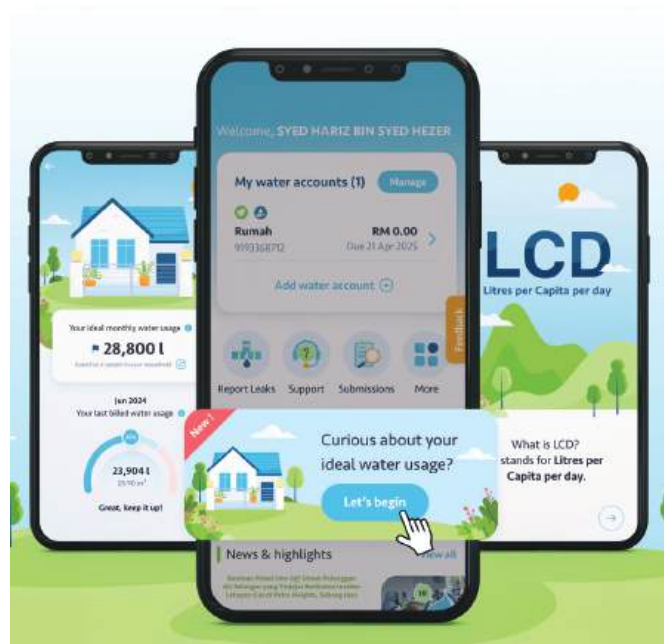 Your ideal monthly water usage
28,800 l
Jun 2024
Your last billed water usage
23,904 l
Great, keep it up!
Welcome, SYED HARIZ BIN SYED HEZER
My water accounts (1)
Manage
Rumah
RM 0.00
Due 21 Apr 2025
Add water account
Feedback
Report Leaks
Support
Submissions
More
New!
Curious about your
ideal water usage?
Let's begin
News & highlights
View all
LCD
Litres per Capita per day
What is LCD?
stands for Litres per
Capita per day.